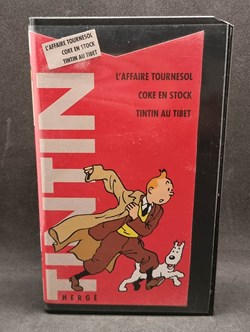 L'AFFAIRE TOURNESOL
COKE EN STOCK
TINTIN AU TIBET
L'AFFAIRE TOURNESOL
COKE EN STOCK
TINTIN AU TIBET
TINTIN
HERGÉ